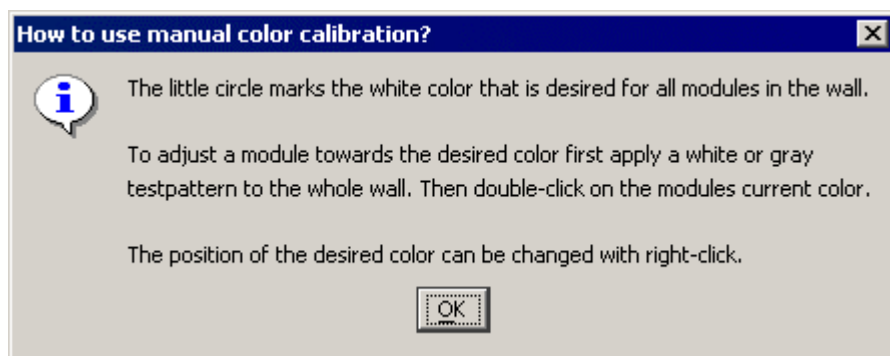 How to use manual color calibration?
The little circle marks the white color that is desired for all modules in the wall.
To adjust a module towards the desired color first apply a white or gray
testpattern to the whole wall. Then double-click on the modules current color.
The position of the desired color can be changed with right-click.
OK